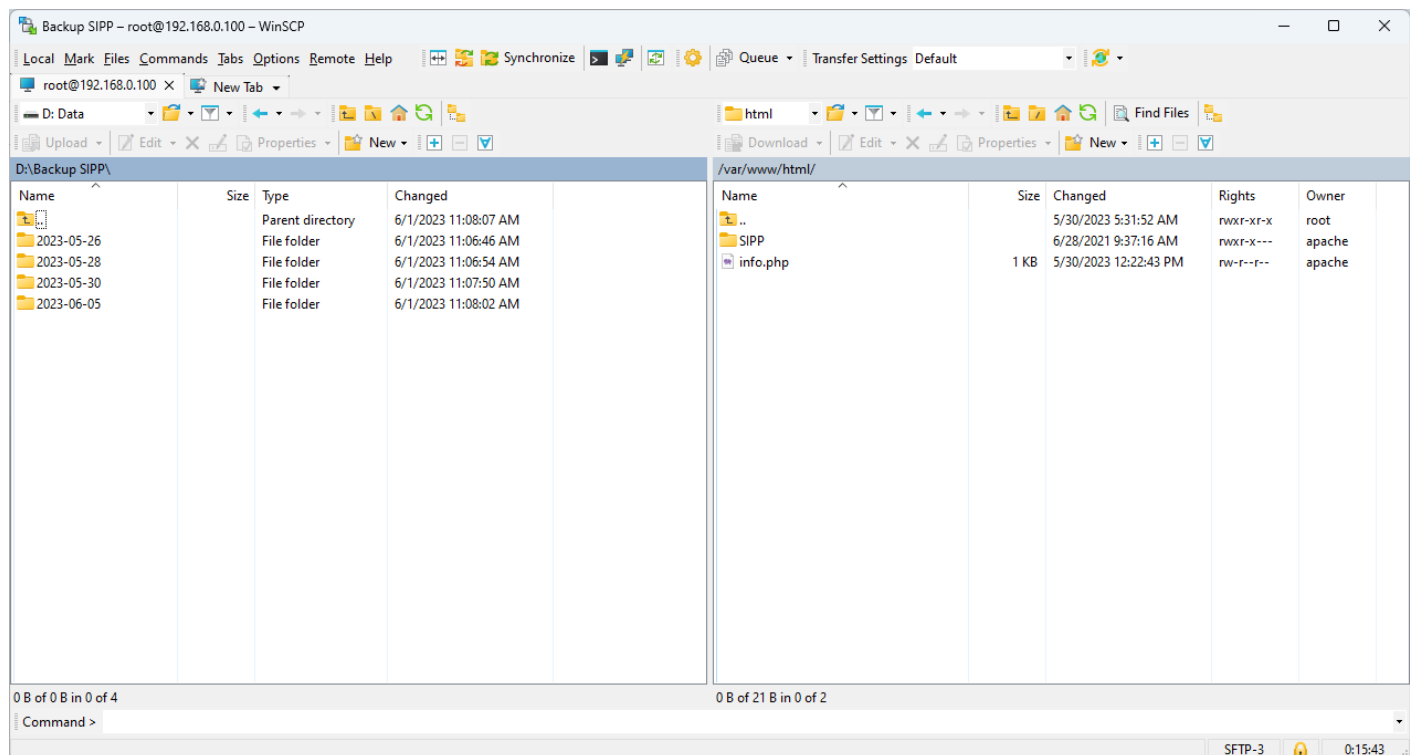 Backup SIPP – root@192.168.0.100 – WinSCP
Local Mark Files Commands Tabs Options Remote Help Synchronize Queue Transfer Settings Default
root@192.168.0.100 New Tab
D: Data html Find Files
Upload Edit Properties New Download Edit Properties New
D:\Backup SIPP\ /var/www/html/
Name Size Type Changed Name Size Changed Rights Owner
.. Parent directory 6/1/2023 11:08:07 AM .. 5/30/2023 5:31:52 AM rwxr-xr-x root
2023-05-26 File folder 6/1/2023 11:06:46 AM SIPP 6/28/2021 9:37:16 AM rwxr-x--- apache
2023-05-28 File folder 6/1/2023 11:06:54 AM info.php 1 KB 5/30/2023 12:22:43 PM rw-r--r-- apache
2023-05-30 File folder 6/1/2023 11:07:50 AM
2023-06-05 File folder 6/1/2023 11:08:02 AM
0 B of 0 B in 0 of 4 0 B of 21 B in 0 of 2
Command >
SFTP-3 0:15:43